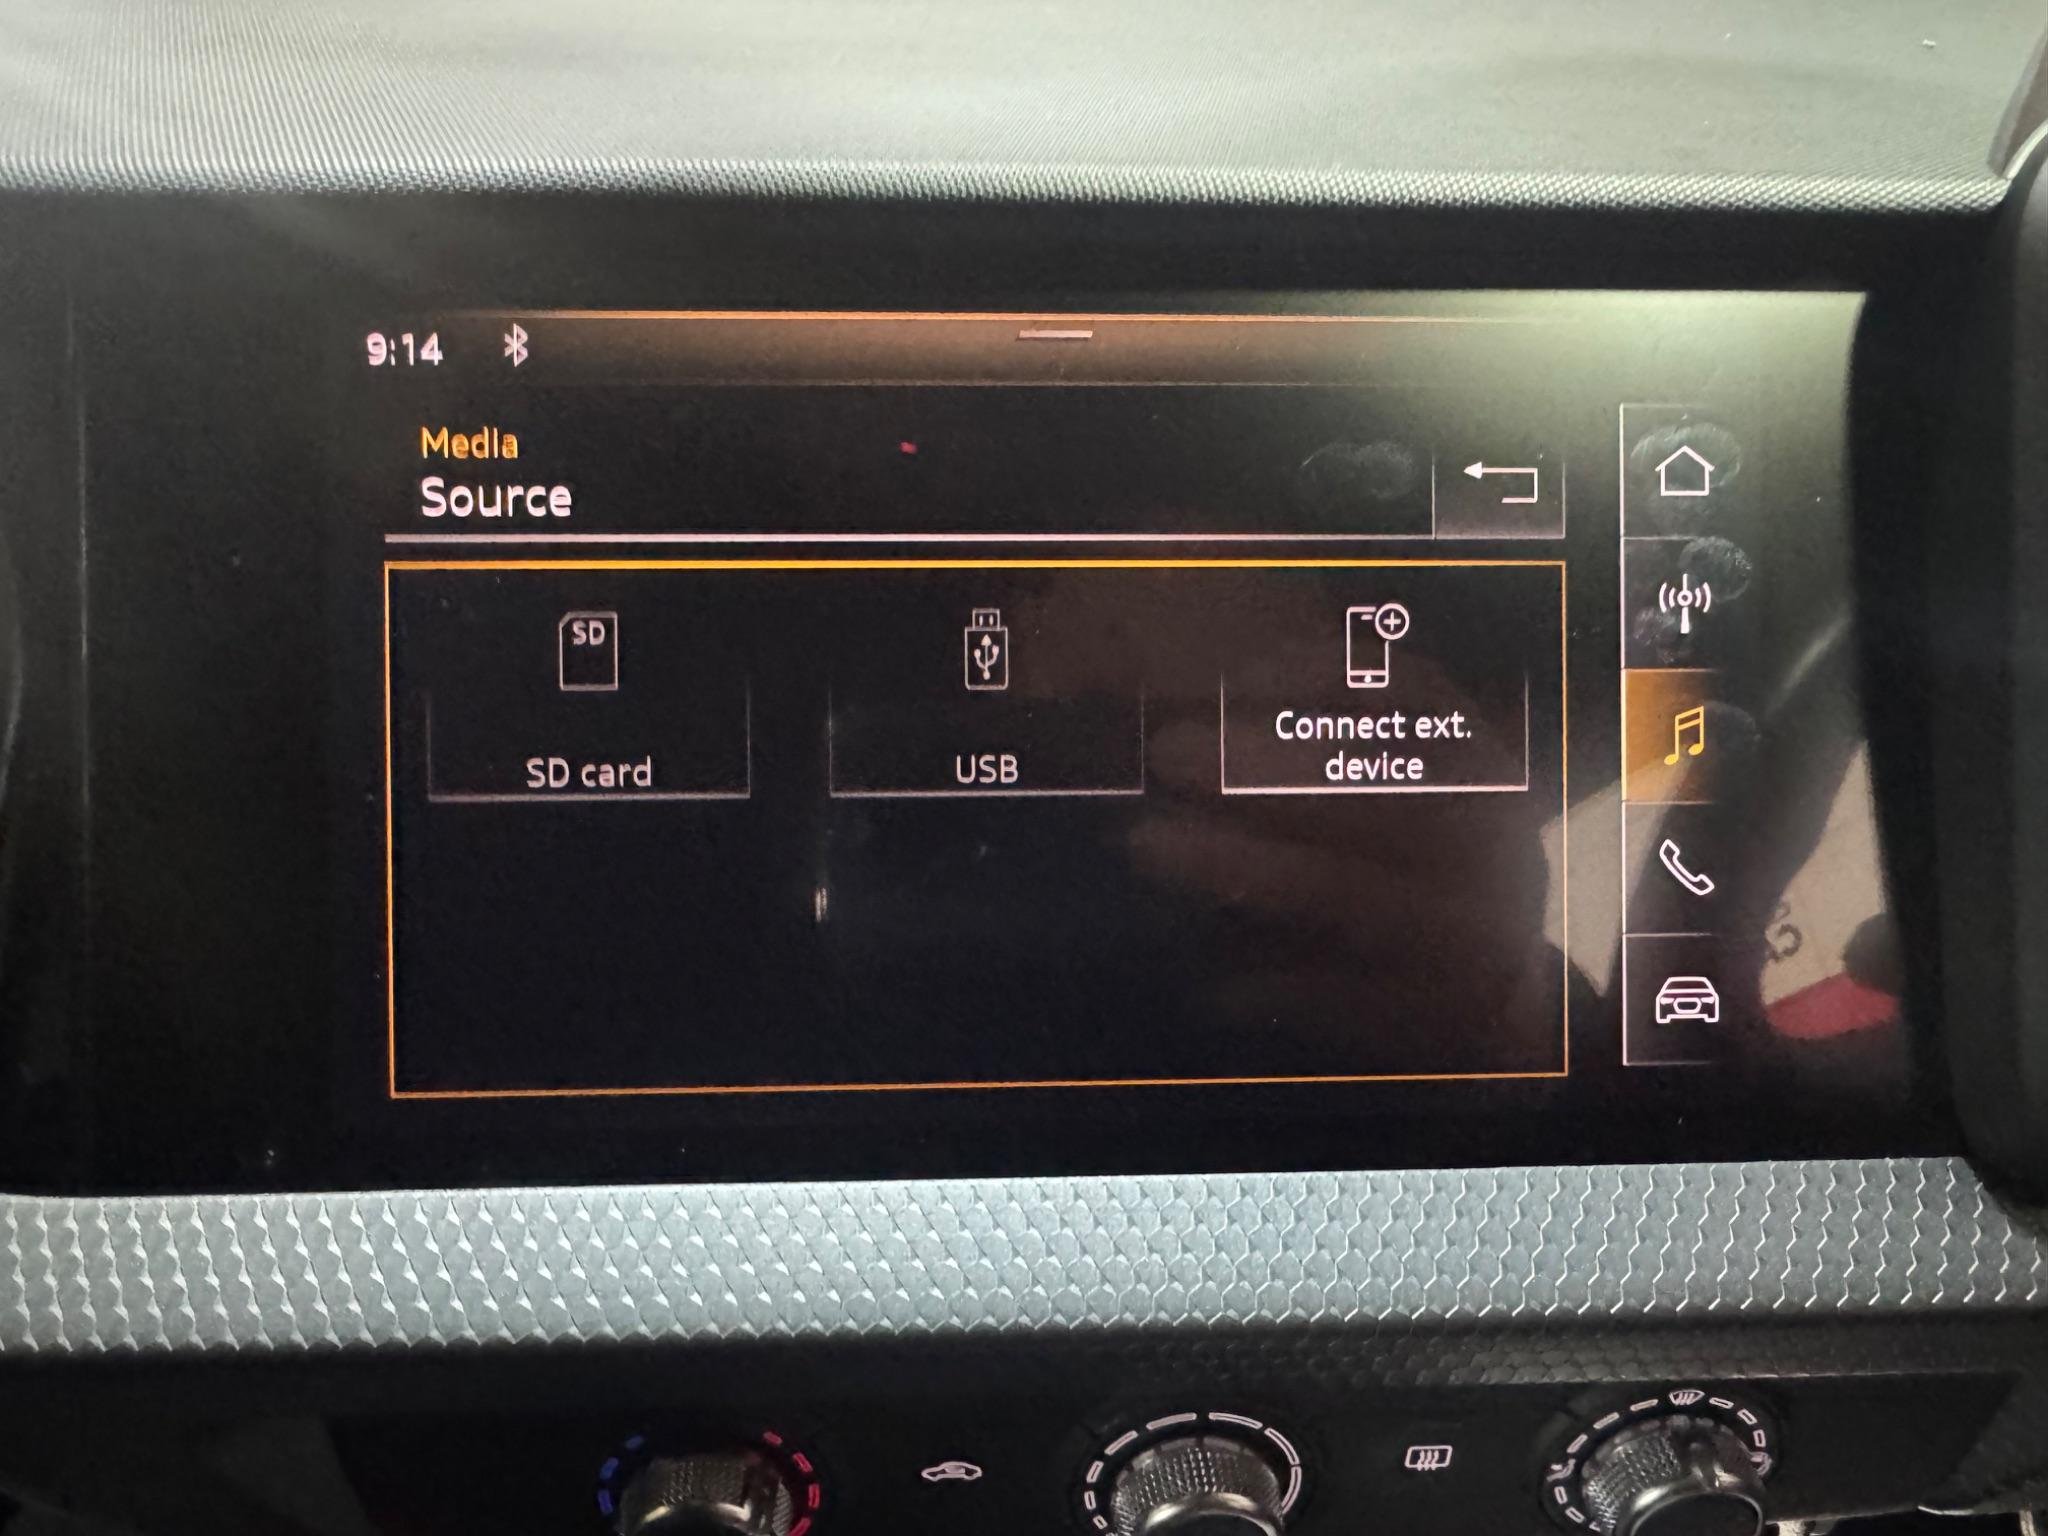 9:14
Media
Source
SD
SD card
USB
Connect ext.
device